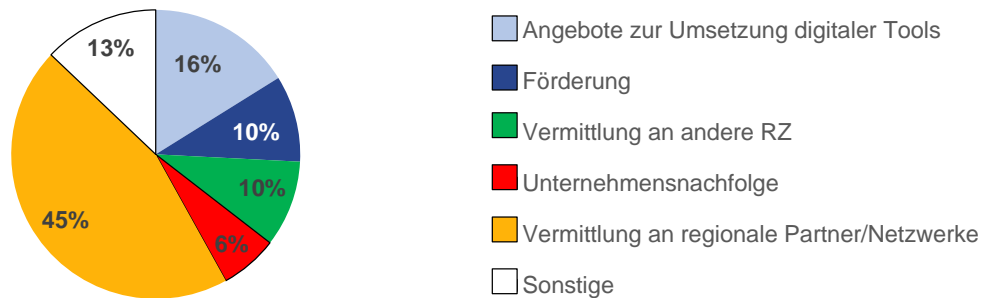 13%
16%
10%
10%
6%
45%
Angebote zur Umsetzung digitaler Tools
Förderung
Vermittlung an andere RZ
Unternehmensnachfolge
Vermittlung an regionale Partner/Netzwerke
Sonstige